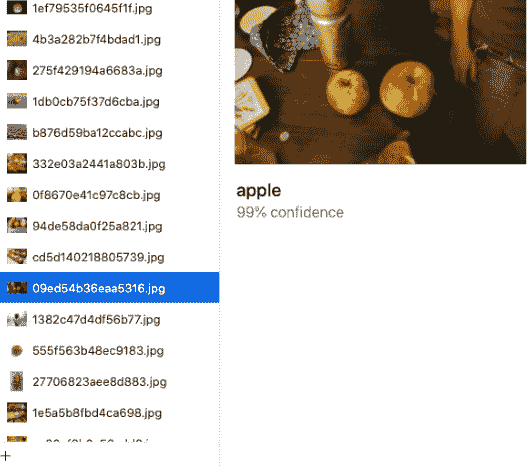 1ef79535f0645f1f.jpg
4b3a282b7f4bdad1.jpg
275f429194a6683a.jpg
1db0cb75f37d6cba.jpg
b876d59ba12ccabc.jpg
332e03a2441a803b.jpg
0f8670e41c97c8cb.jpg
94de58da0f25a821.jpg
cd5d140218805739.jpg
09ed54b36eaa5316.jpg
1382c47d4df56b77.jpg
555f563b48ec9183.jpg
27706823aee8d883.jpg
1e5a5b8fbd4ca698.jpg
+
apple
99% confidence